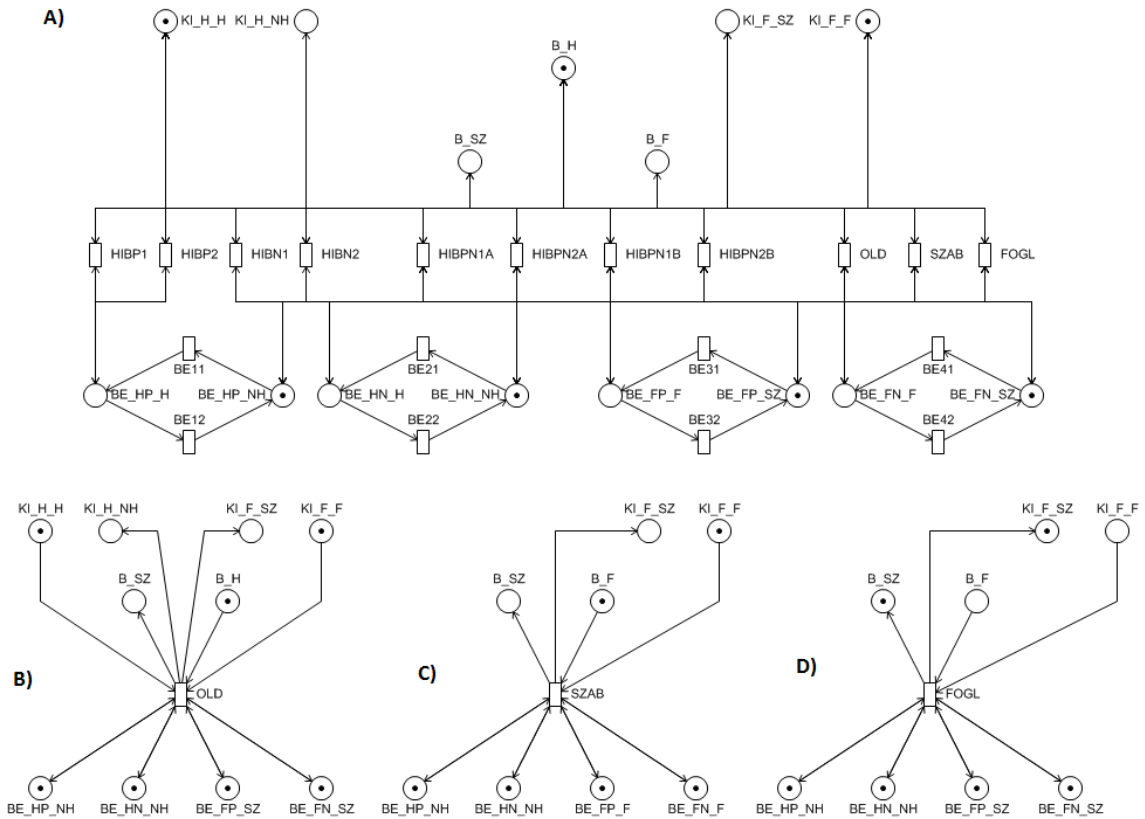 A)
KI_H_H KI_H_NH KI_F_SZ KI_F_F
B_H
B_SZ B_F
HIBP1 HIBP2 HIBN1 HIBN2 HIBPN1A HIBPN2A HIBPN1B HIBPN2B OLD SZAB FOGL
BE11 BE21 BE31 BE41
BE_HP_H BE_HP_NH BE_HN_H BE_HN_NH BE_FP_F BE_FP_SZ BE_FN_F BE_FN_SZ
BE12 BE22 BE32 BE42
KI_H_H KI_H_NH KI_F_SZ KI_F_F
B_SZ B_H
B) OLD
BE_HP_NH BE_HN_NH BE_FP_SZ BE_FN_SZ
KI_F_SZ KI_F_F
B_SZ B_F
C) SZAB
BE_HP_NH BE_HN_NH BE_FP_F BE_FN_F
KI_F_SZ KI_F_F
B_SZ B_F
D) FOGL
BE_HP_NH BE_HN_NH BE_FP_SZ BE_FN_SZ